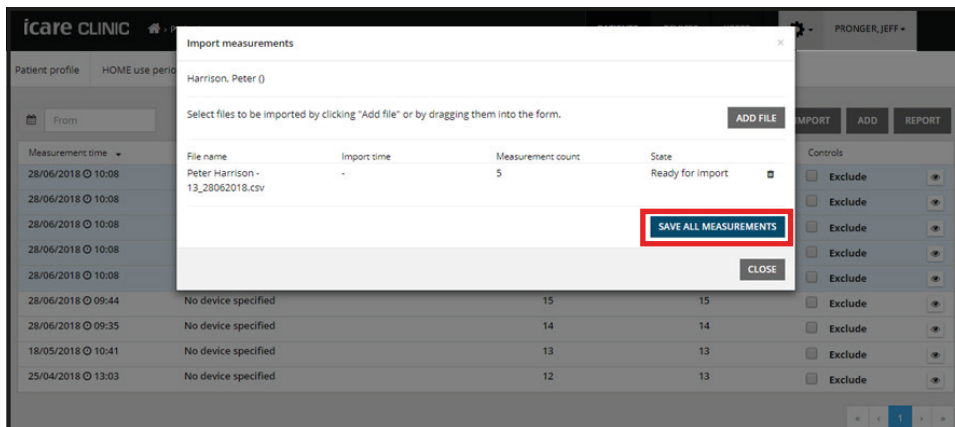 icare CLINIC
PRONGER, JEFF
Patient profile
HOME use perio
From
IMPORT
ADD
REPORT
Import measurements
Harrison, Peter ()
Select files to be imported by clicking "Add file" or by dragging them into the form.
ADD FILE
File name Import time Measurement count State
Peter Harrison - - 5 Ready for import
13_28062018.csv
SAVE ALL MEASUREMENTS
CLOSE
Measurement time Controls
28/06/2018 10:08 Exclude
28/06/2018 10:08 Exclude
28/06/2018 10:08 Exclude
28/06/2018 10:08 Exclude
28/06/2018 10:08 Exclude
28/06/2018 09:44 No device specified 15 15 Exclude
28/06/2018 09:35 No device specified 14 14 Exclude
18/05/2018 10:41 No device specified 13 13 Exclude
25/04/2018 13:03 No device specified 12 13 Exclude
« ‹ 1 › »